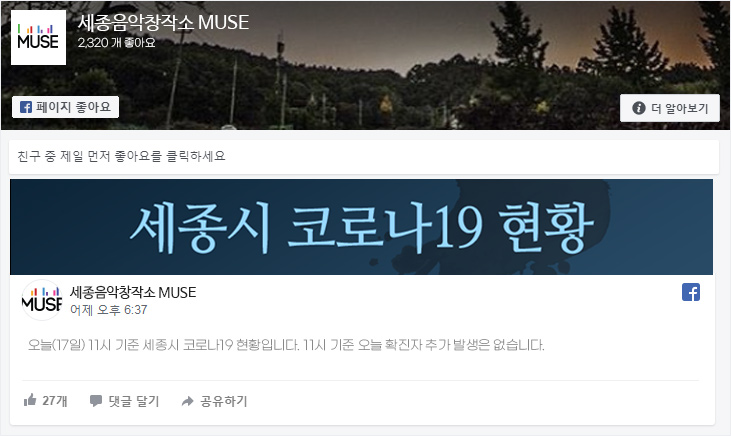 MUSE
세종음악창작소 MUSE
2,320 개 좋아요
페이지 좋아요
더 알아보기
친구 중 제일 먼저 좋아요를 클릭하세요
세종시 코로나19 현황
MUSE
세종음악창작소 MUSE
어제 오후 6:37
오늘(17일) 11시 기준 세종시 코로나19 현황입니다. 11시 기준 오늘 확진자 추가 발생은 없습니다.
27개 댓글 달기 공유하기